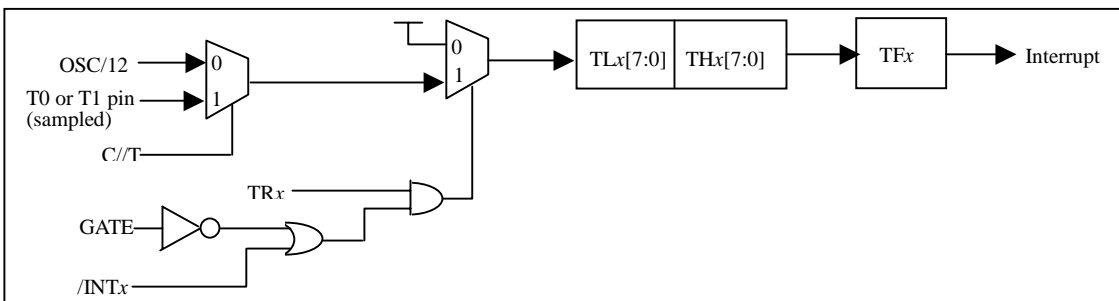 OSC/12
0
T0 or T1 pin
(sampled)
1
C//T
0
1
TLx[7:0]
THx[7:0]
TFx
Interrupt
TRx
GATE
/INTx